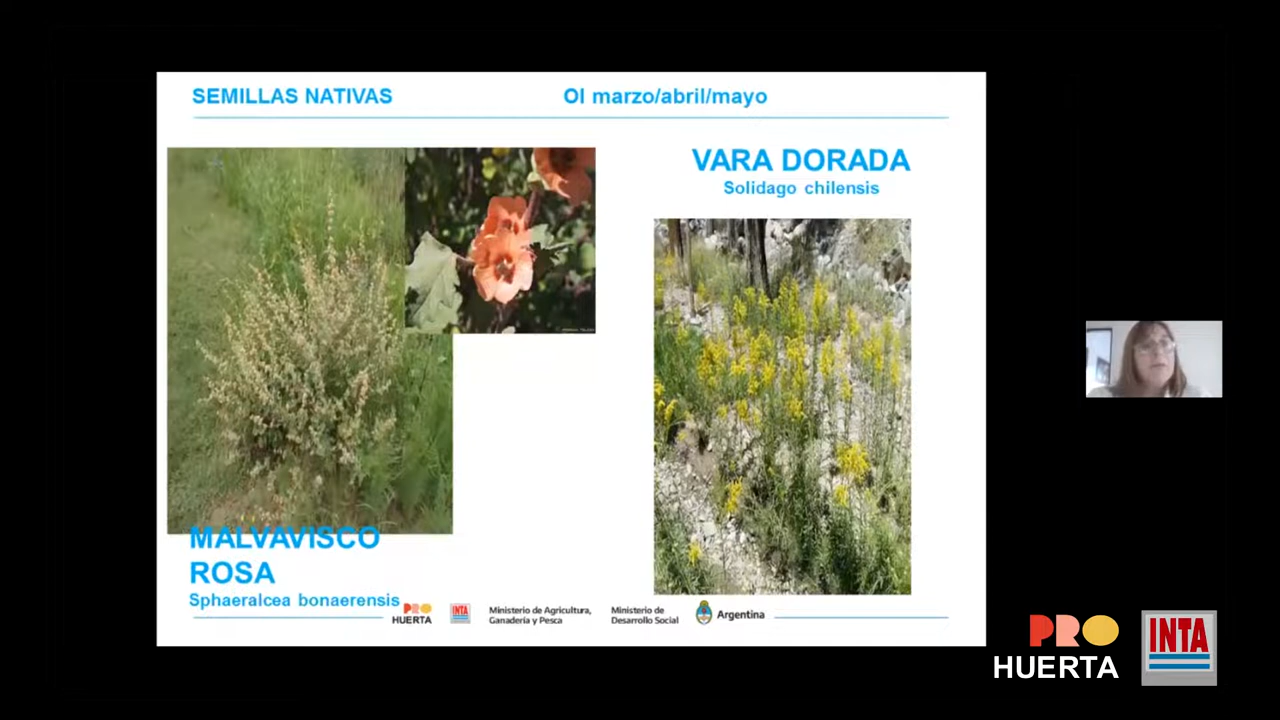 SEMILLAS NATIVAS
OI marzo/abril/mayo
VARA DORADA
Solidago chilensis
MALVAVISCO
ROSA
Sphaeralcea bonaerensis
PRO
HUERTA
INTA
Ministerio de Agricultura,
Ganadería y Pesca
Ministerio de
Desarrollo Social
Argentina
PRO
HUERTA
INTA